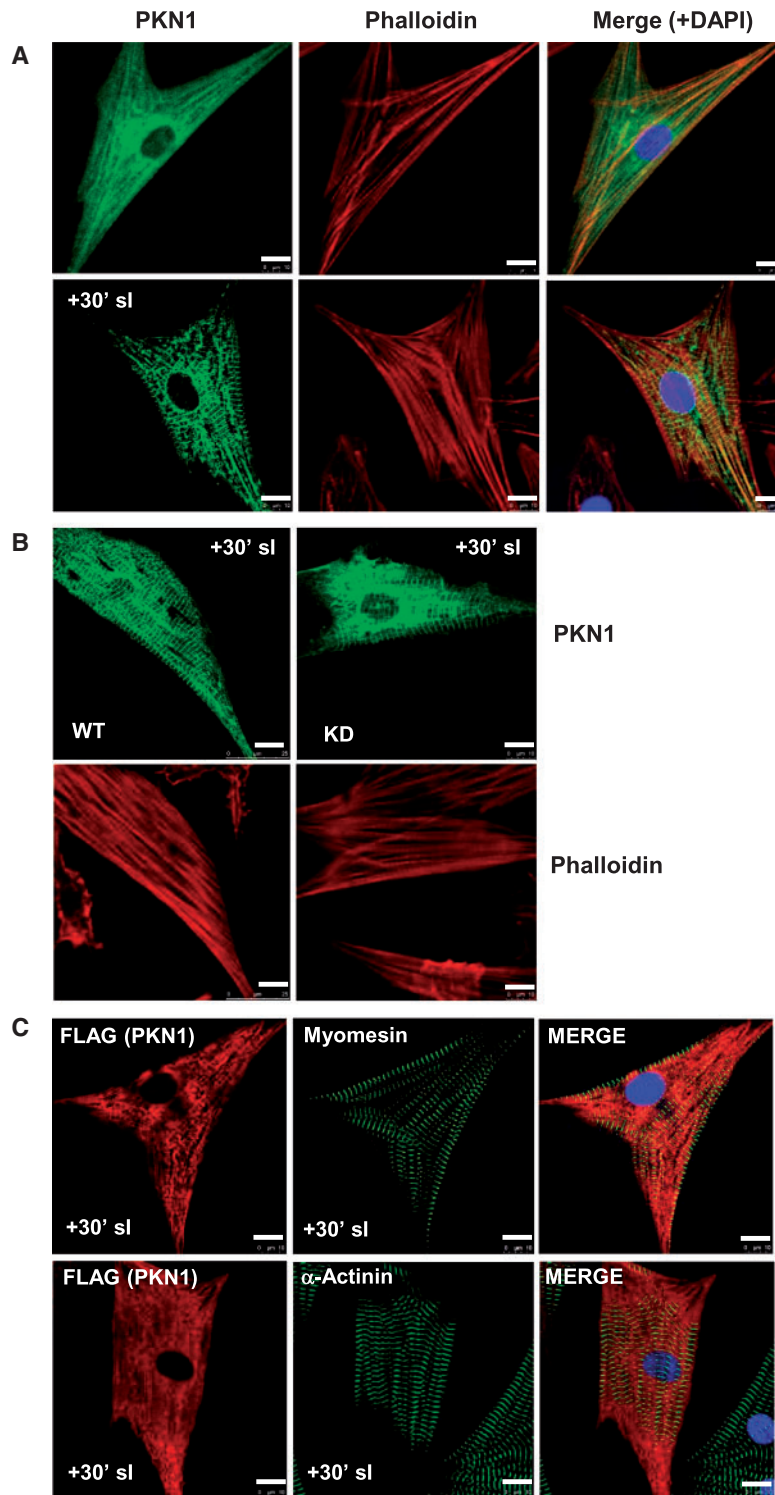 PKN1 Phalloidin Merge (+DAPI)
A
+30’ sI
B
+30’ sI +30’ sI
PKN1
WT KD
Phalloidin
C
FLAG (PKN1) Myomesin MERGE
+30’ sI +30’ sI
FLAG (PKN1) α-Actinin MERGE
+30’ sI +30’ sI